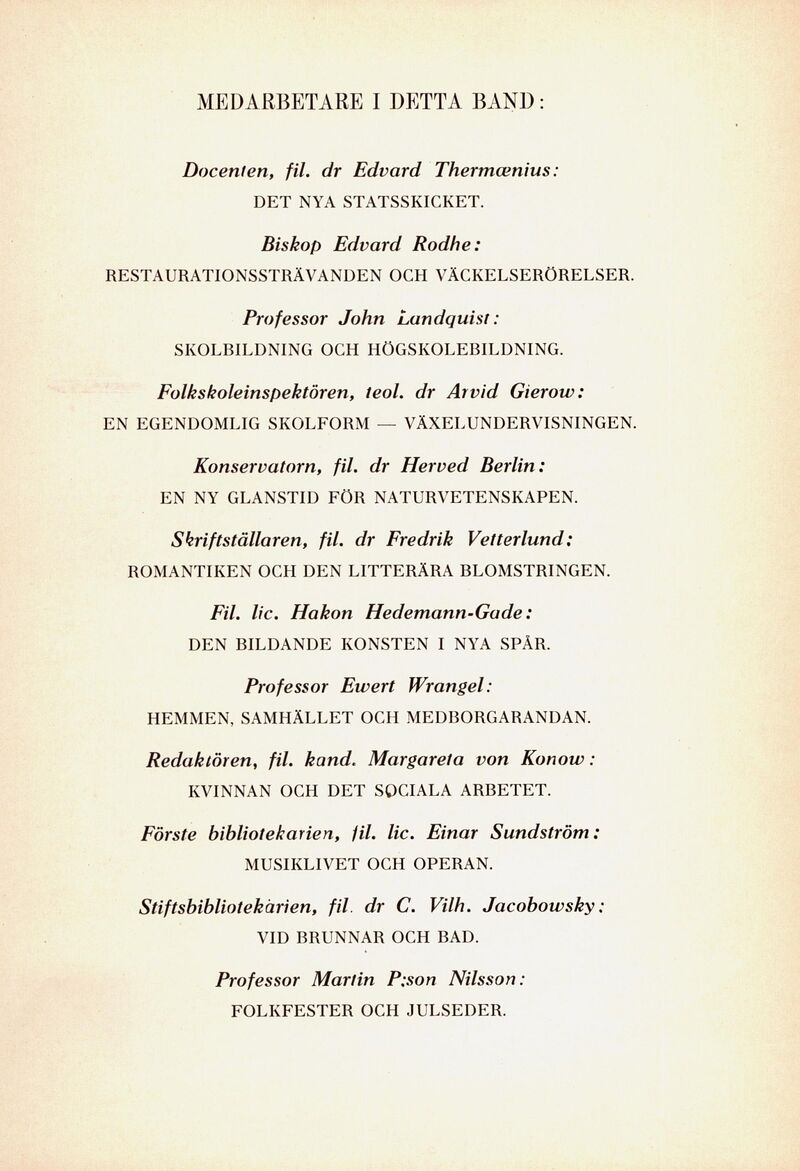 MEDARBETARE I DETTA BAND:
Docenten, fil. dr Edvard Thermænius:
DET NYA STATSSKICKET.
Biskop Edvard Rodhe:
RESTAURATIONSSTRÄVANDEN OCH VÄCKELSERÖRELSER.
Professor John Landquist:
SKOLBILDNING OCH HÖGSKOLEBILDNING.
Folkskoleinspektören, teol. dr Arvid Gierow:
EN EGENDOMLIG SKOLFORM — VÄXELUNDERVISNINGEN.
Konservatorn, fil. dr Herved Berlin:
EN NY GLANSTID FÖR NATURVETENSKAPEN.
Skriftställaren, fil. dr Fredrik Vetterlund:
ROMANTIKEN OCH DEN LITTERÄRA BLOMSTRINGEN.
Fil. lic. Hakon Hedemann-Gade:
DEN BILDANDE KONSTEN I NYA SPÅR.
Professor Ewert Wrangel:
HEMMEN, SAMHÄLLET OCH MEDBORGARANDAN.
Redaktören, fil. kand. Margareta von Konow:
KVINNAN OCH DET SOCIALA ARBETET.
Förste bibliotekarien, fil. lic. Einar Sundström:
MUSIKLIVET OCH OPERAN.
Stiftsbibliotekarien, fil. dr C. Vilh. Jacobowsky:
VID BRUNNAR OCH BAD.
Professor Martin P:son Nilsson:
FOLKFESTER OCH JULSEDER.